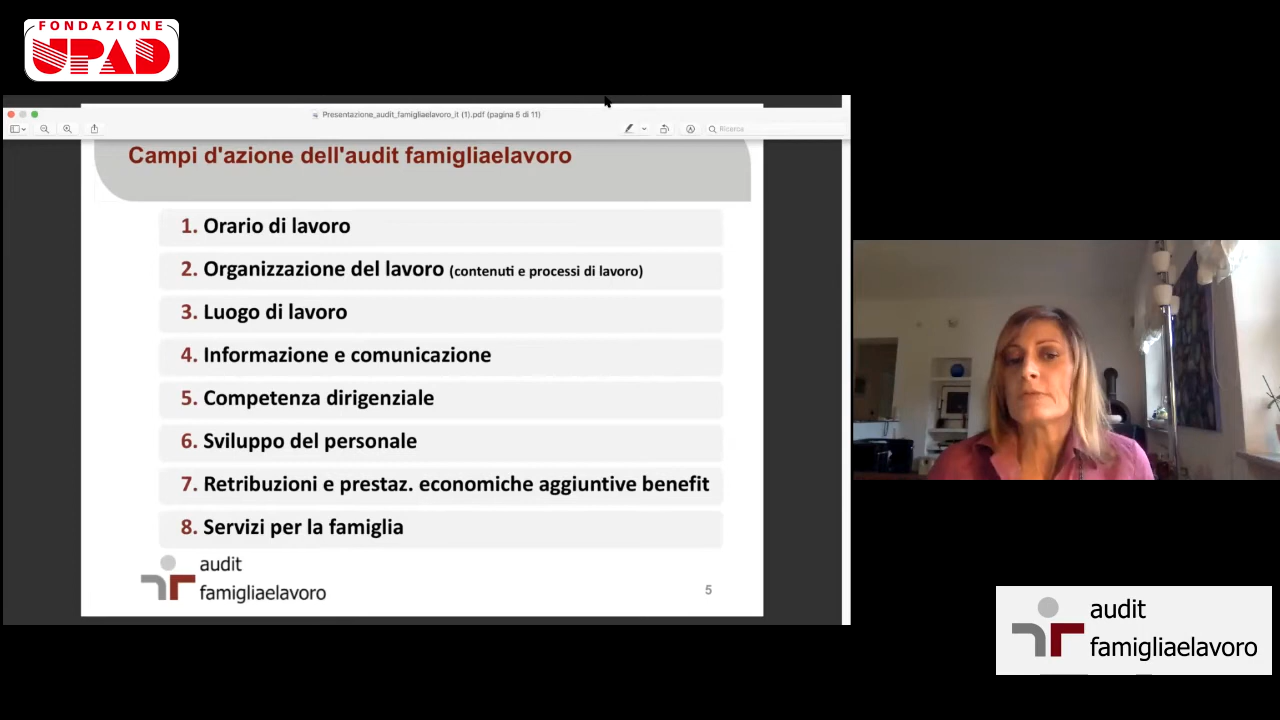 FONDAZIONE
UPAD
Presentazione_audit_famigliaelavoro_it (1).pdf (pagina 5 di 11)
Ricerca
Campi d'azione dell'audit famigliaelavoro
1. Orario di lavoro
2. Organizzazione del lavoro (contenuti e processi di lavoro)
3. Luogo di lavoro
4. Informazione e comunicazione
5. Competenza dirigenziale
6. Sviluppo del personale
7. Retribuzioni e prestaz. economiche aggiuntive benefit
8. Servizi per la famiglia
audit
famigliaelavoro
5
audit
famigliaelavoro